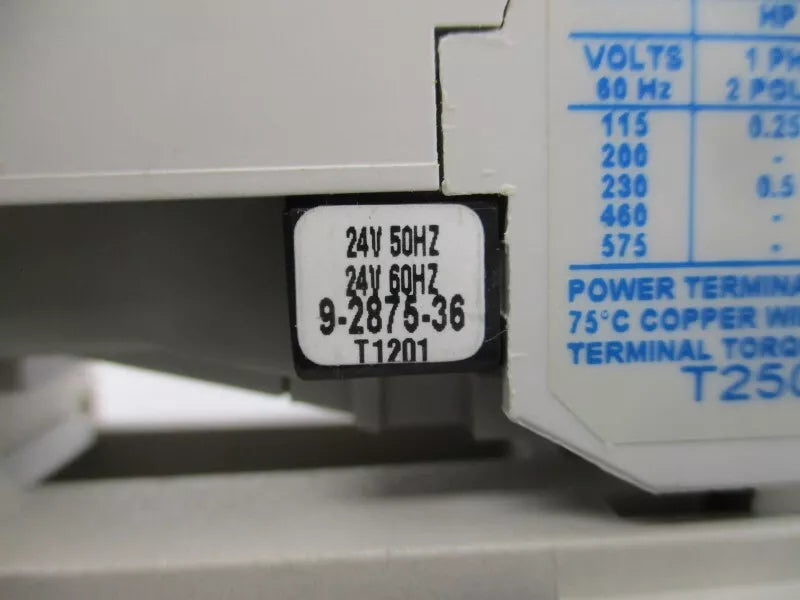 24V 50HZ
24V 60HZ
9-2875-36
T1201
HP
VOLTS
60 Hz
1 PH
2 POL
115 0.25
200 -
230 0.5
460 -
575 -
POWER TERMINA
75°C COPPER WI
TERMINAL TORQ
T250